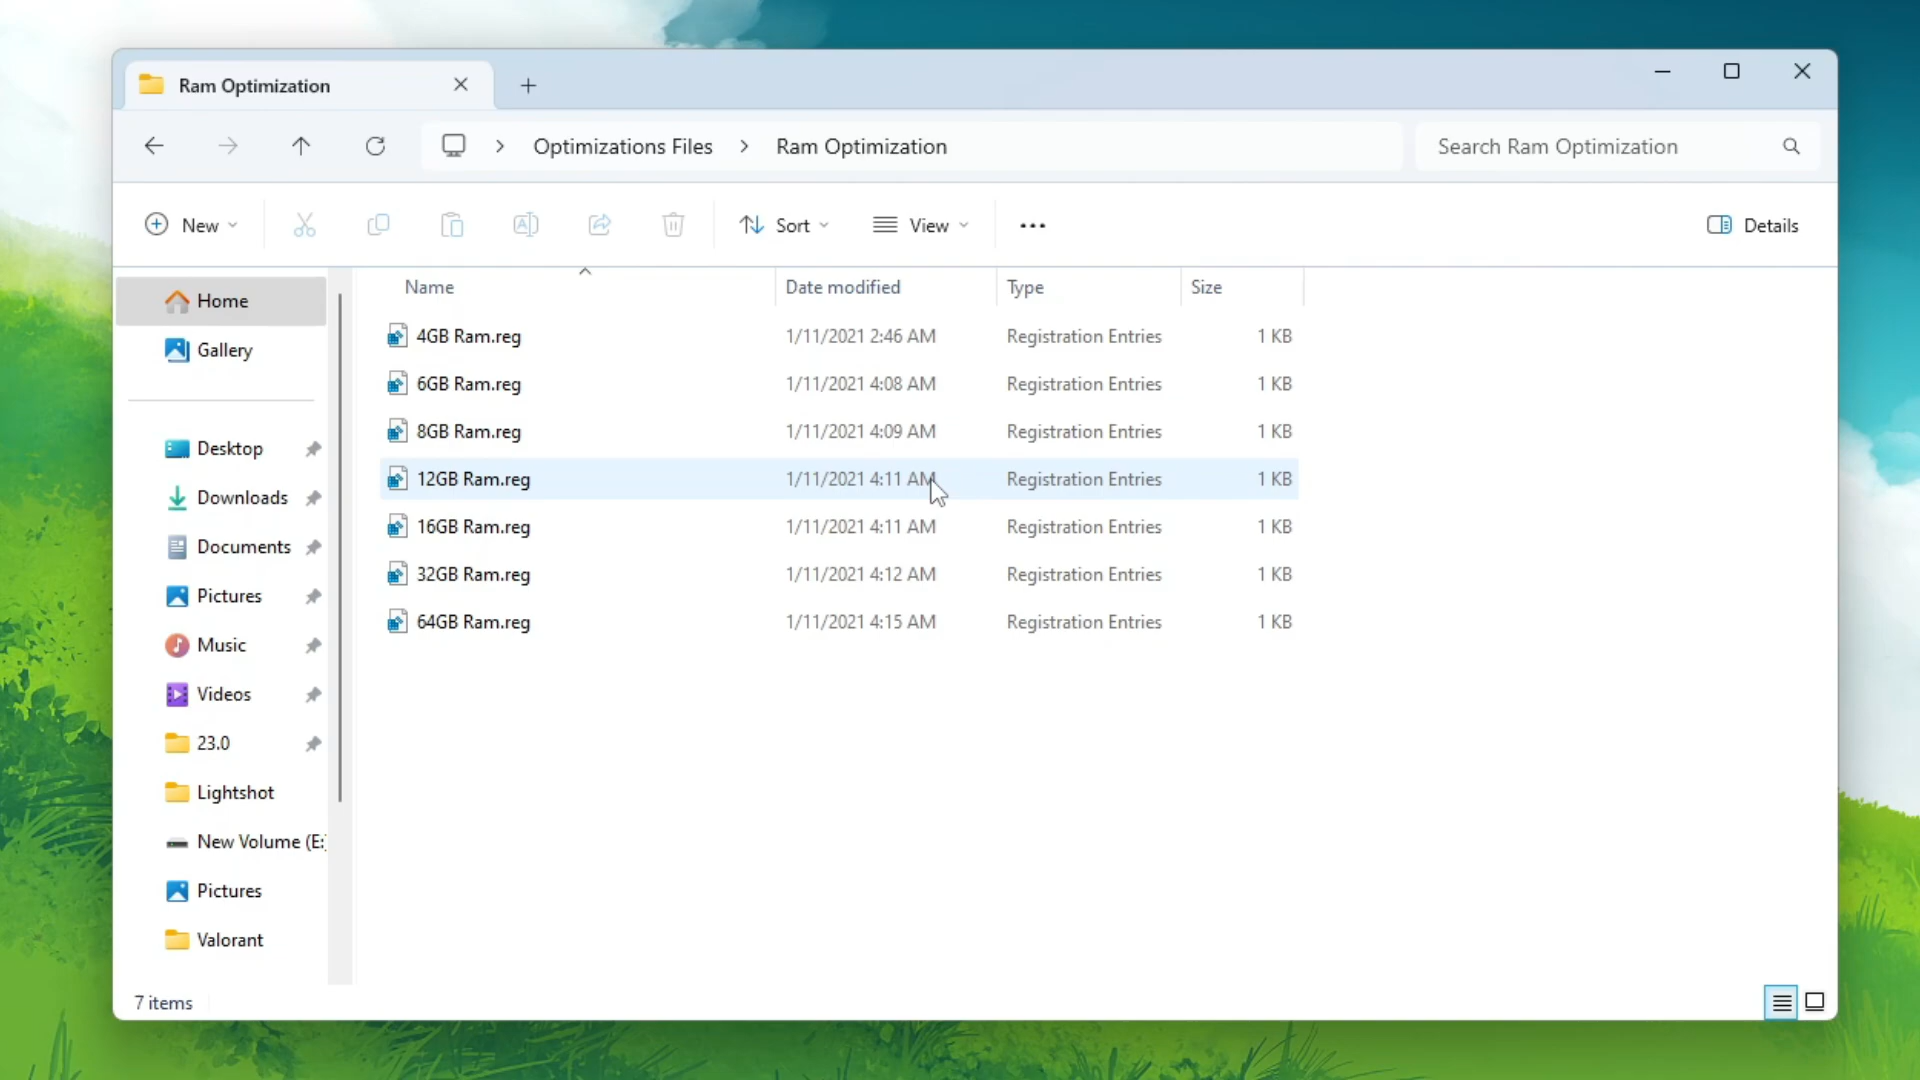 Ram Optimization
Optimizations Files > Ram Optimization
Search Ram Optimization
New
Sort
View
Details
Name Date modified Type Size
Home
Gallery
Desktop
Downloads
Documents
Pictures
Music
Videos
23.0
Lightshot
New Volume (E:
Pictures
Valorant
4GB Ram.reg 1/11/2021 2:46 AM Registration Entries 1 KB
6GB Ram.reg 1/11/2021 4:08 AM Registration Entries 1 KB
8GB Ram.reg 1/11/2021 4:09 AM Registration Entries 1 KB
12GB Ram.reg 1/11/2021 4:11 AM Registration Entries 1 KB
16GB Ram.reg 1/11/2021 4:11 AM Registration Entries 1 KB
32GB Ram.reg 1/11/2021 4:12 AM Registration Entries 1 KB
64GB Ram.reg 1/11/2021 4:15 AM Registration Entries 1 KB
7 items